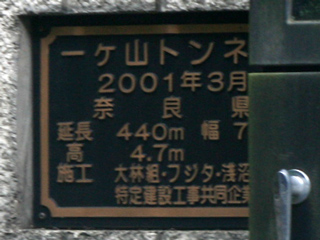 一ヶ山トンネ
2001年3月
奈良県
延長 440m 幅 7
高 4.7m
施工 大林組・フジタ・浅沼
特定建設工事共同企業